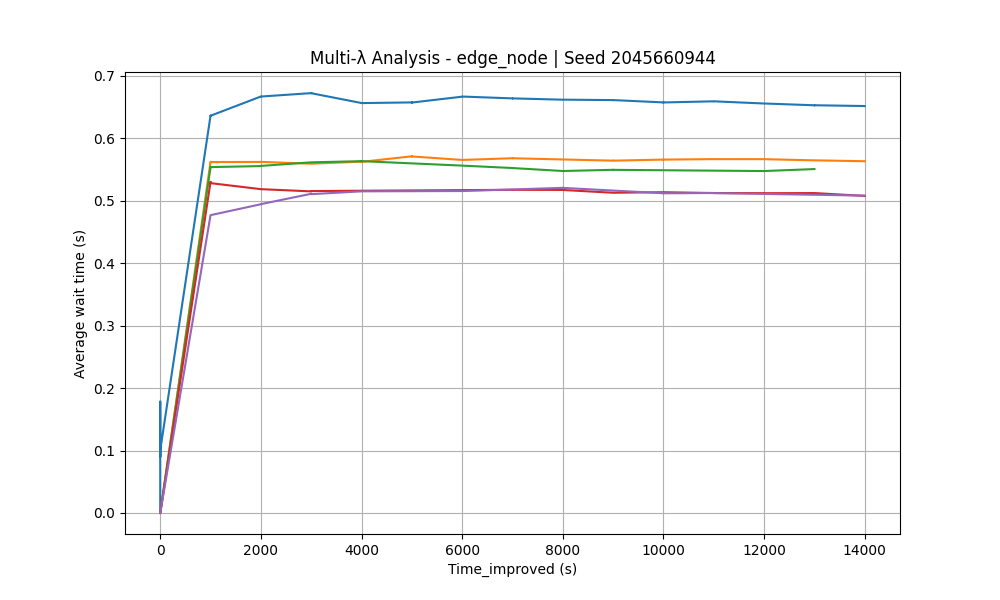 Multi-λ Analysis - edge_node | Seed 2045660944
0.7
0.6
0.5
0.4
0.3
0.2
0.1
0.0
Average wait time (s)
0 2000 4000 6000 8000 10000 12000 14000
Time_improved (s)